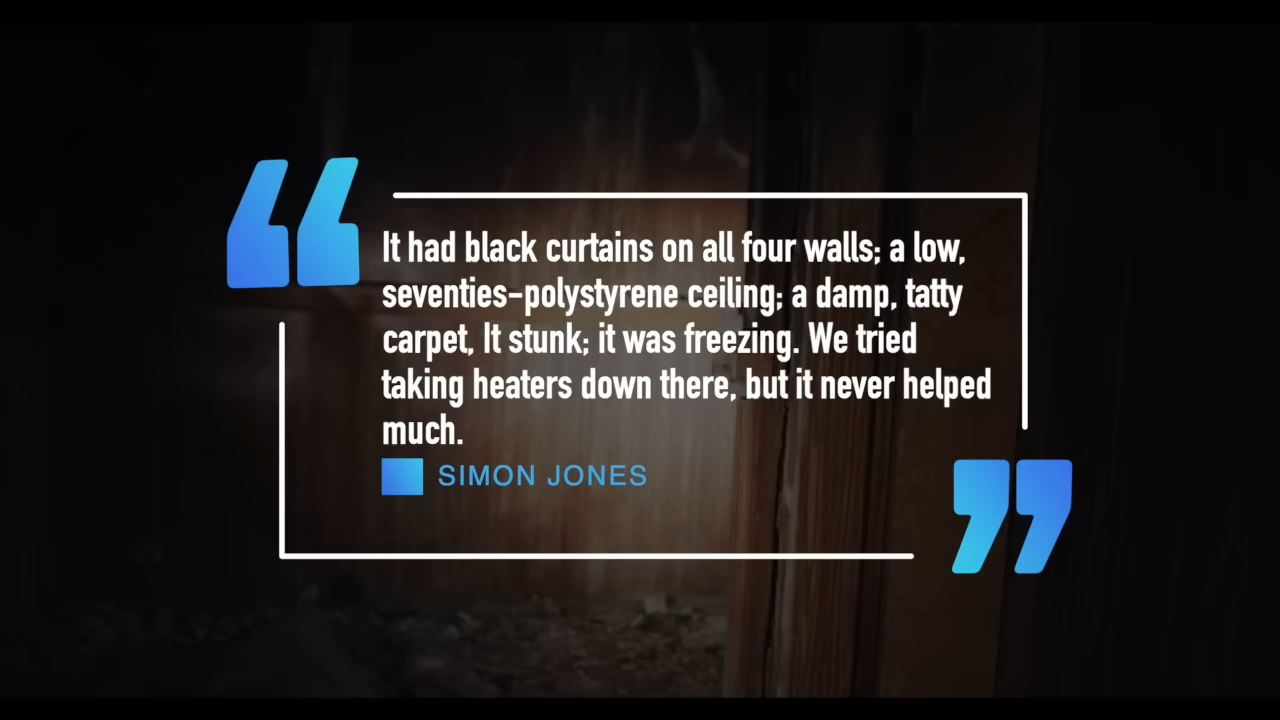 It had black curtains on all four walls; a low,
seventies-polystyrene ceiling; a damp, tatty
carpet, It stunk; it was freezing. We tried
taking heaters down there, but it never helped
much.
SIMON JONES